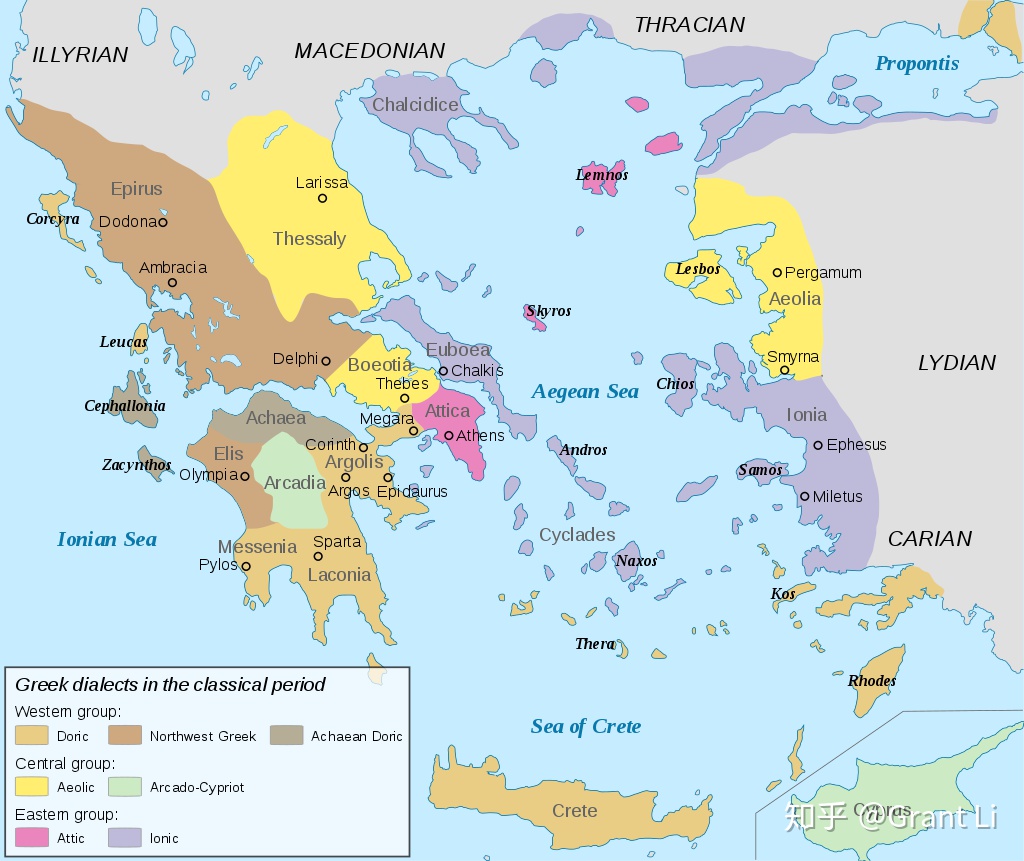 THRACIAN
ILLYRIAN
MACEDONIAN
Propontis
Chalcidice
Lemnos
Larissa
Epirus
Corcyra
Dodona
Thessaly
Lesbos
Pergamum
Ambracia
Aeolia
Skyros
Leucas
Euboea
Delphi
Boeotia
Chalkis
Smyrna
LYDIAN
Thebes
Aegean Sea
Chios
Cephallonia
Achaea
Megara
Attica
Ionia
Athens
Corinth
Ephesus
Elis
Andros
Zacynthos
Argolis
Samos
Olympia
Arcadia
Argos
Epidaurus
Miletus
Ionian Sea
Cyclades
CARIAN
Messenia
Sparta
Pylos
Naxos
Laconia
Kos
Thera
Rhodes
Greek dialects in the classical period
Western group:
Doric
Northwest Greek
Achaean Doric
Sea of Crete
Central group:
Aeolic
Arcado-Cypriot
Eastern group:
Attic
Ionic
Crete
Cyprus
知乎 @Grant Li